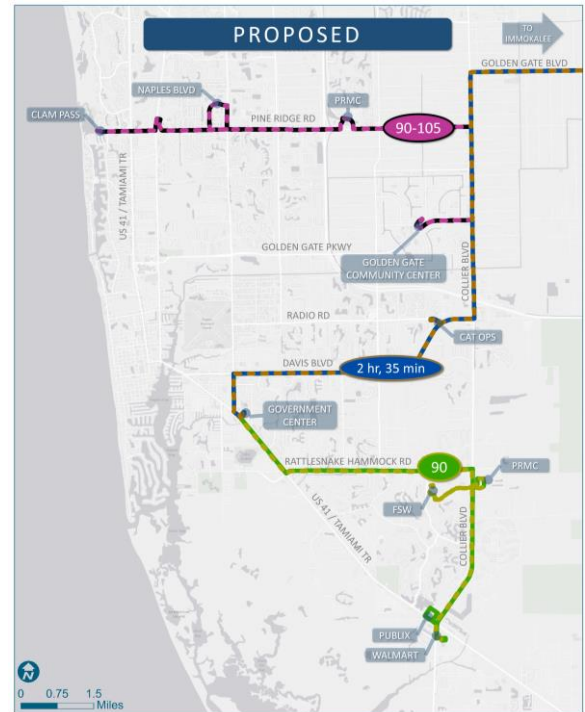 PROPOSED
TO
IMMOKALEE
GOLDEN GATE BLVD
NAPLES BLVD
CLAM PASS
PRMC
PINE RIDGE RD
90-105
US 41 / TAMIAMI TR
GOLDEN GATE PKWY
GOLDEN GATE
COMMUNITY CENTER
COLLIER BLVD
RADIO RD
CAT OPS
DAVIS BLVD
2 hr, 35 min
GOVERNMENT
CENTER
RATTLESNAKE HAMMOCK RD
90
PRMC
FSW
US 41 / TAMIAMI TR
COLLIER BLVD
PUBLIX
WALMART
N
0 0.75 1.5
Miles